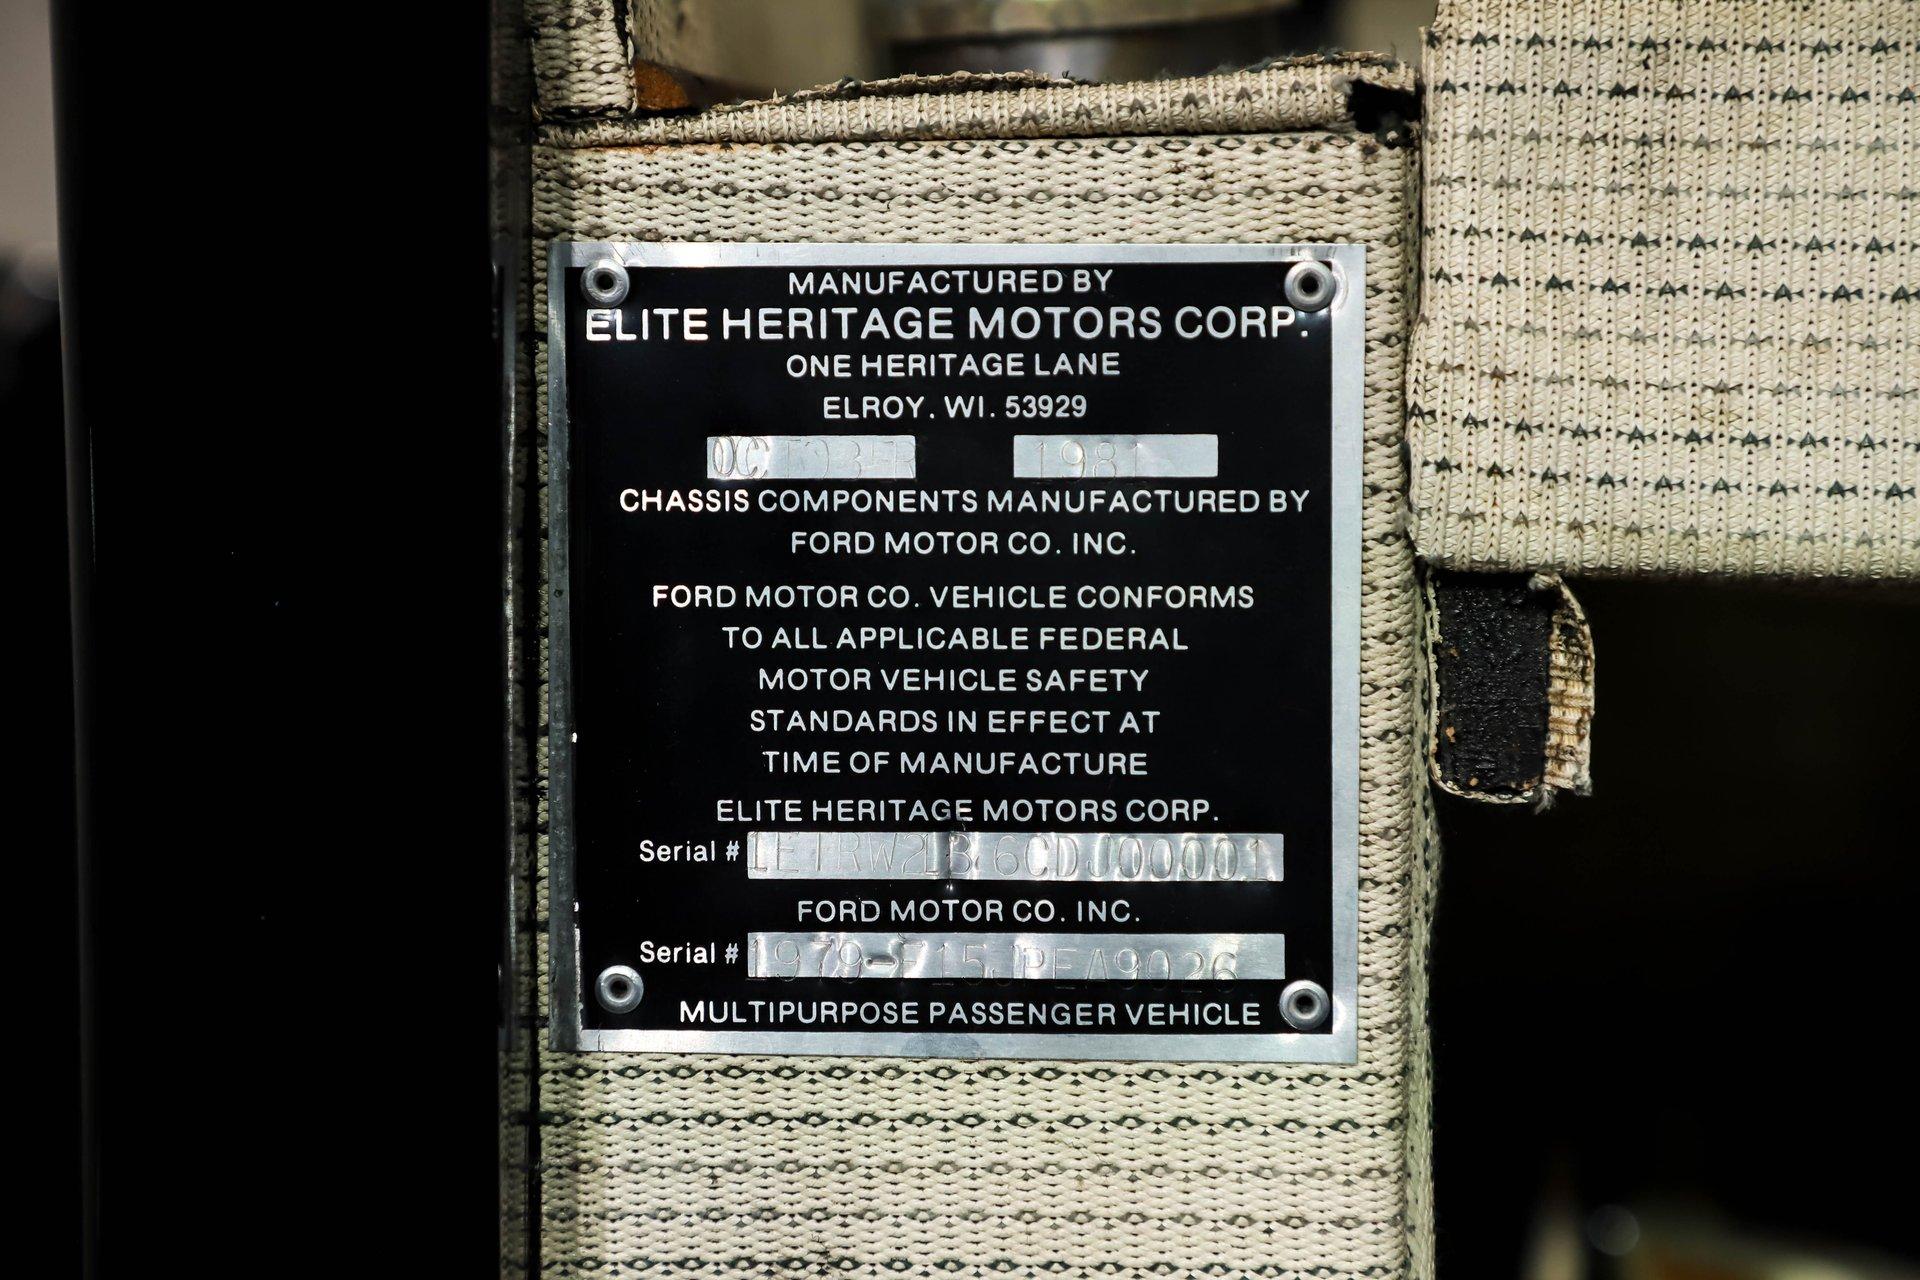 MANUFACTURED BY
ELITE HERITAGE MOTORS CORP.
ONE HERITAGE LANE
ELROY, WI. 53929
OCTOBER 1981
CHASSIS COMPONENTS MANUFACTURED BY
FORD MOTOR CO. INC.
FORD MOTOR CO. VEHICLE CONFORMS
TO ALL APPLICABLE FEDERAL
MOTOR VEHICLE SAFETY
STANDARDS IN EFFECT AT
TIME OF MANUFACTURE
ELITE HERITAGE MOTORS CORP.
Serial #
FORD MOTOR CO. INC.
Serial # 1979-F15JPEA9026
MULTIPURPOSE PASSENGER VEHICLE